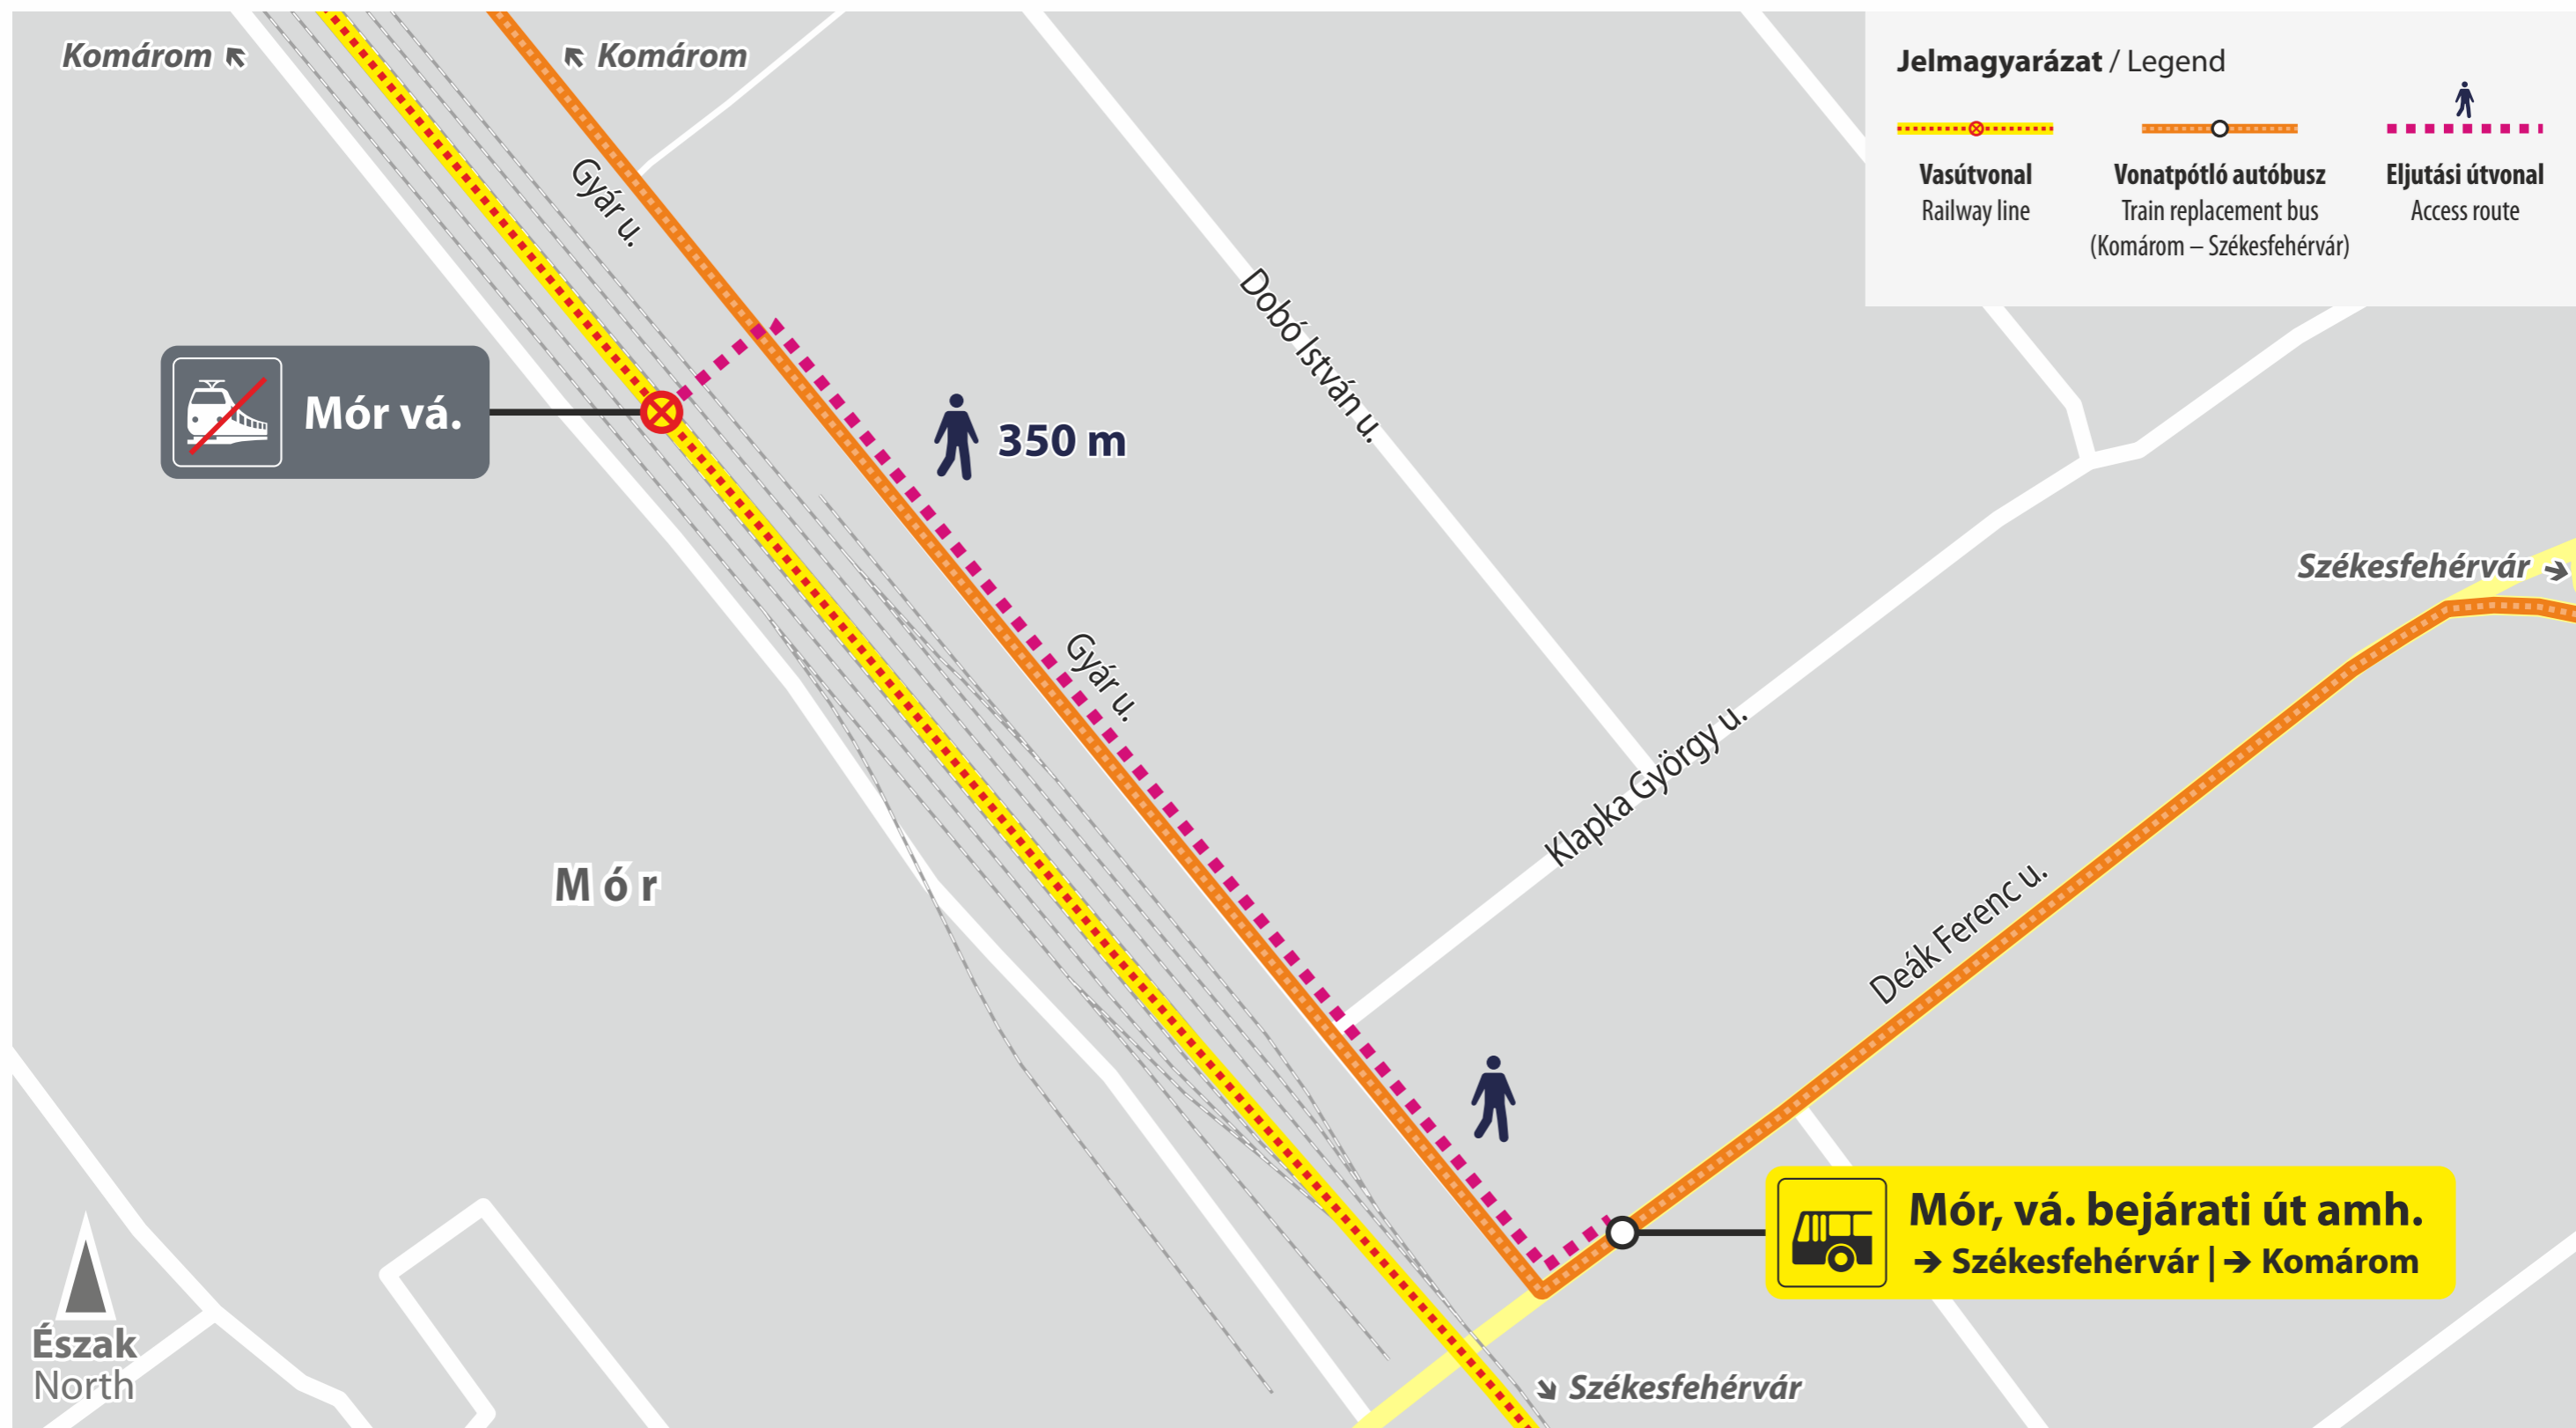 Komárom
Komárom
Jelmagyarázat / Legend
Vasútvonal
Railway line
Vonatpótló autóbusz
Train replacement bus
(Komárom – Székesfehérvár)
Eljutási útvonal
Access route
Gyár u.
Dobó István u.
Mór vá.
350 m
Székesfehérvár
Gyár u.
Klapka György u.
Mór
Deák Ferenc u.
Mór, vá. bejárati út amh.
→ Székesfehérvár | → Komárom
Észak
North
Székesfehérvár